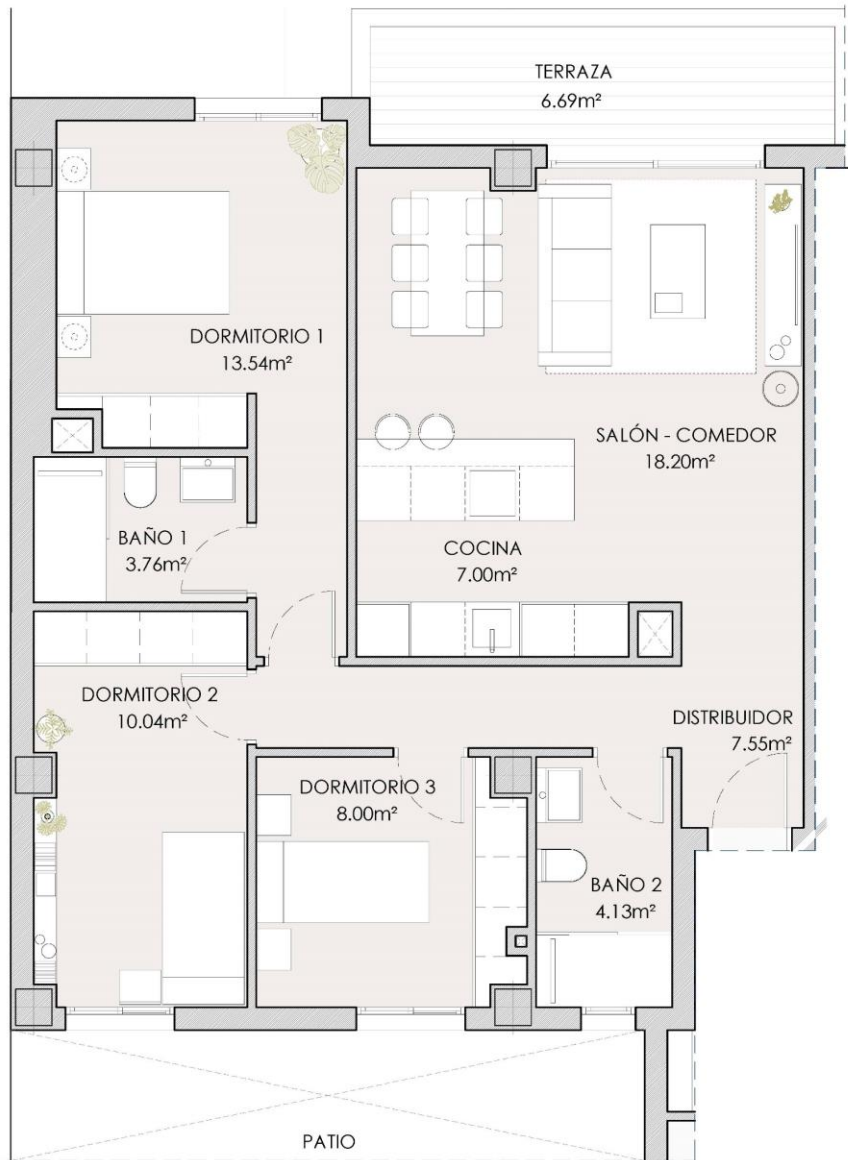 TERRAZA
6.69m²
DORMITORIO 1
13.54m²
SALÓN - COMEDOR
18.20m²
BAÑO 1
3.76m²
COCINA
7.00m²
DORMITORIO 2
10.04m²
DISTRIBUIDOR
7.55m²
DORMITORIO 3
8.00m²
BAÑO 2
4.13m²
PATIO